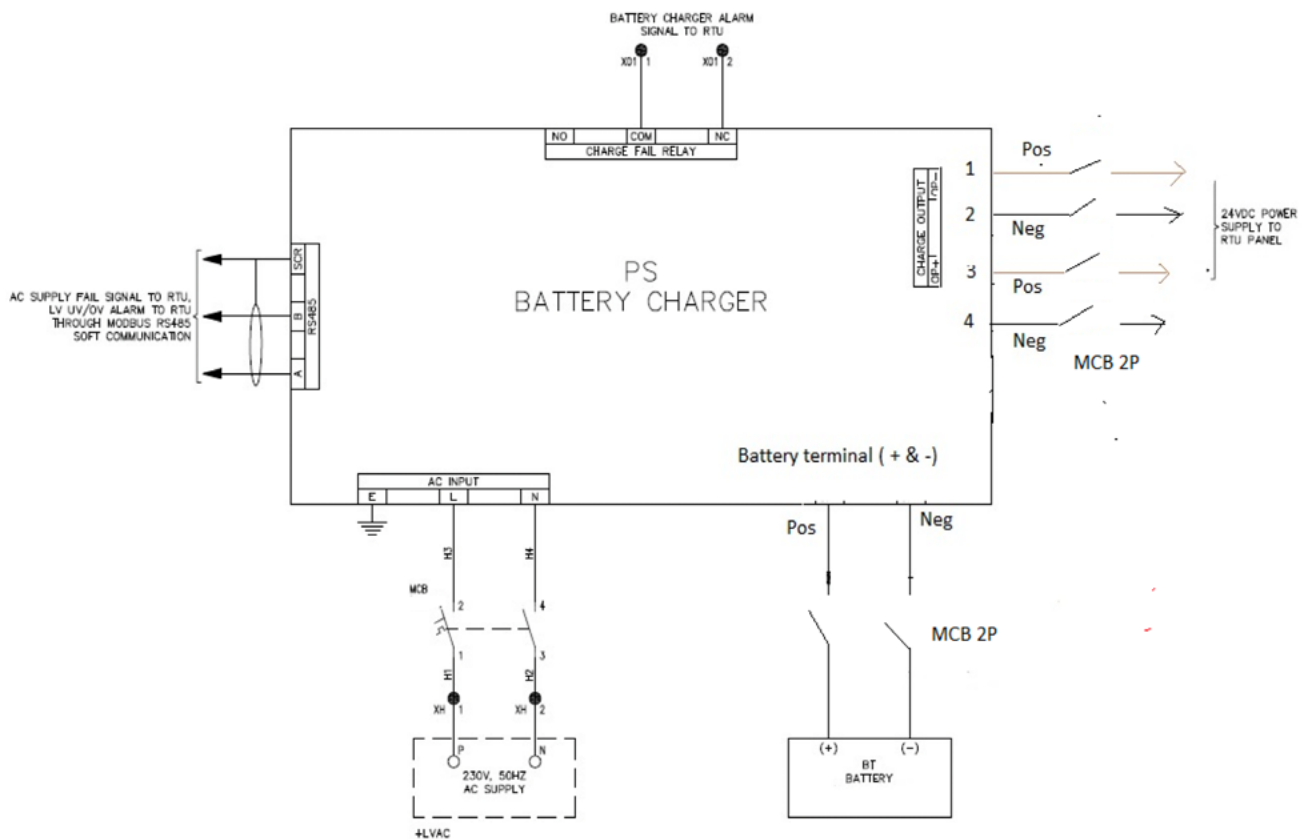 BATTERY CHARGER ALARM
SIGNAL TO RTU
X01 1
X01 2
NO COM NC
CHARGE FAIL RELAY
CHARGE OUTPUT
OP-
OP+
1 Pos
2 Neg
3 Pos
4 Neg
MCB 2P
24VDC POWER
SUPPLY TO
RTU PANEL
PS
BATTERY CHARGER
AC SUPPLY FAIL SIGNAL TO RTU,
LV UV/OV ALARM TO RTU
THROUGH MODBUS RS485
SOFT COMMUNICATION
SCR
B
A
RS485
Battery terminal ( + & -)
Pos Neg
AC INPUT
E L N
H3 H4
MCB
2 4
1 3
H1 H2
XH 1 XH 2
P N
230V, 50HZ
AC SUPPLY
+LVAC
MCB 2P
(+) (-)
BT
BATTERY